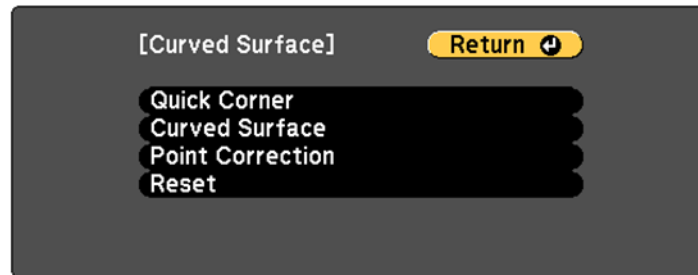 [Curved Surface] Return
Quick Corner
Curved Surface
Point Correction
Reset